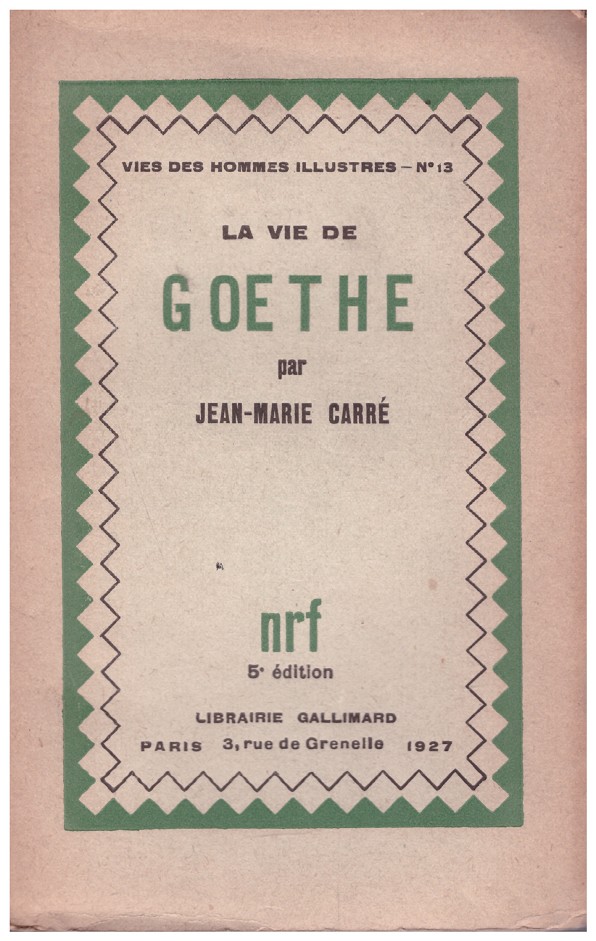 VIES DES HOMMES ILLUSTRES — N° 13
LA VIE DE
GOETHE
par
JEAN-MARIE CARRÉ
nrf
5e édition
LIBRAIRIE GALLIMARD
PARIS 3, rue de Grenelle 1927